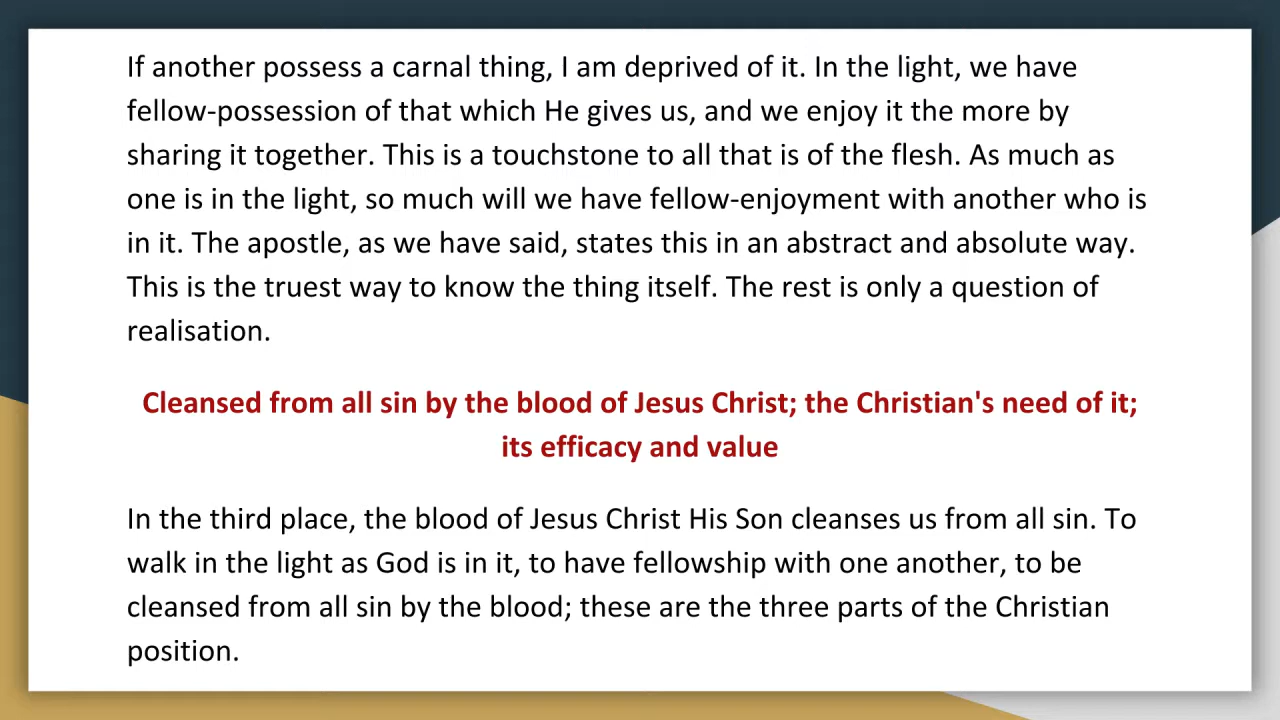 If another possess a carnal thing, I am deprived of it. In the light, we have
fellow-possession of that which He gives us, and we enjoy it the more by
sharing it together. This is a touchstone to all that is of the flesh. As much as
one is in the light, so much will we have fellow-enjoyment with another who is
in it. The apostle, as we have said, states this in an abstract and absolute way.
This is the truest way to know the thing itself. The rest is only a question of
realisation.
Cleansed from all sin by the blood of Jesus Christ; the Christian's need of it;
its efficacy and value
In the third place, the blood of Jesus Christ His Son cleanses us from all sin. To
walk in the light as God is in it, to have fellowship with one another, to be
cleansed from all sin by the blood; these are the three parts of the Christian
position.